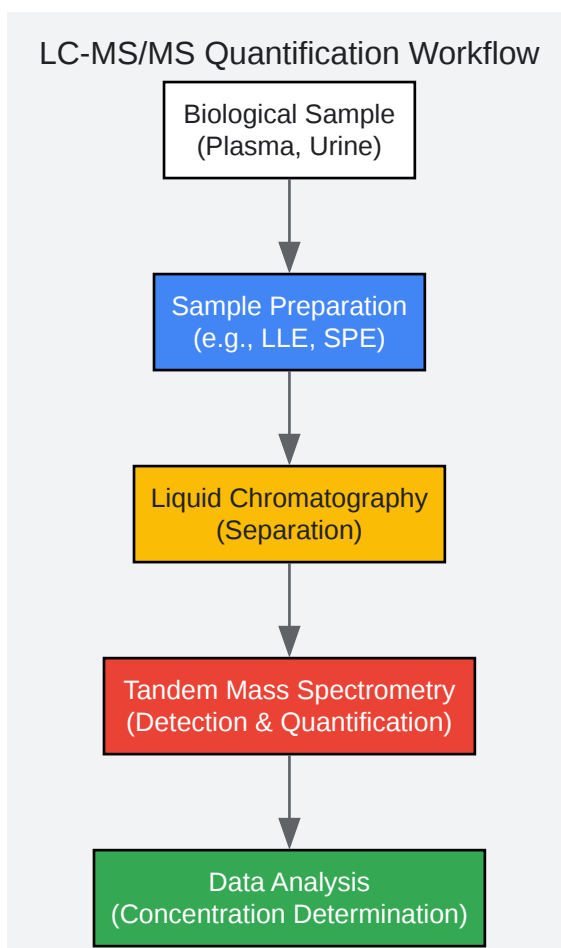 LC-MS/MS Quantification Workflow
Biological Sample
(Plasma, Urine)
Sample Preparation
(e.g., LLE, SPE)
Liquid Chromatography
(Separation)
Tandem Mass Spectrometry
(Detection & Quantification)
Data Analysis
(Concentration Determination)